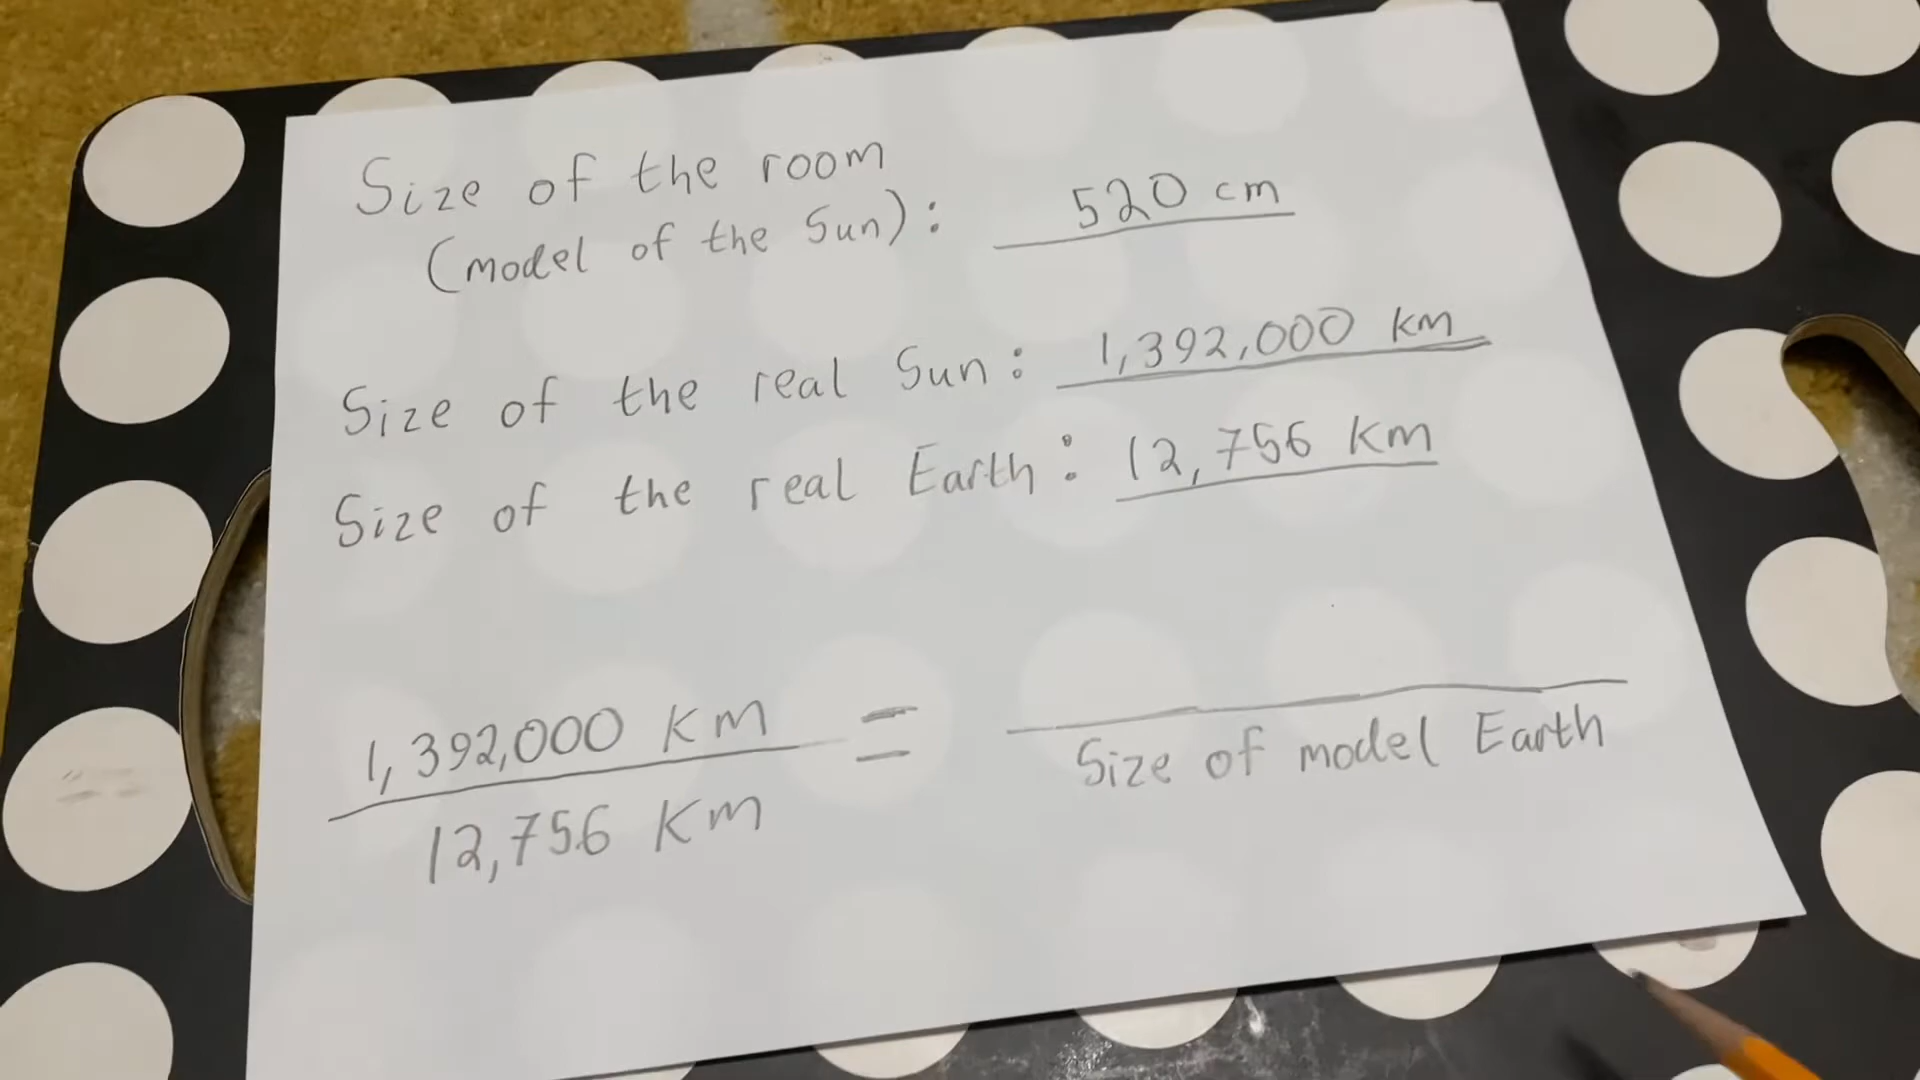 Size of the room
(model of the Sun): 520 cm
Size of the real Sun: 1,392,000 km
Size of the real Earth: 12,756 km
1,392,000 km =
12,756 km
Size of model Earth